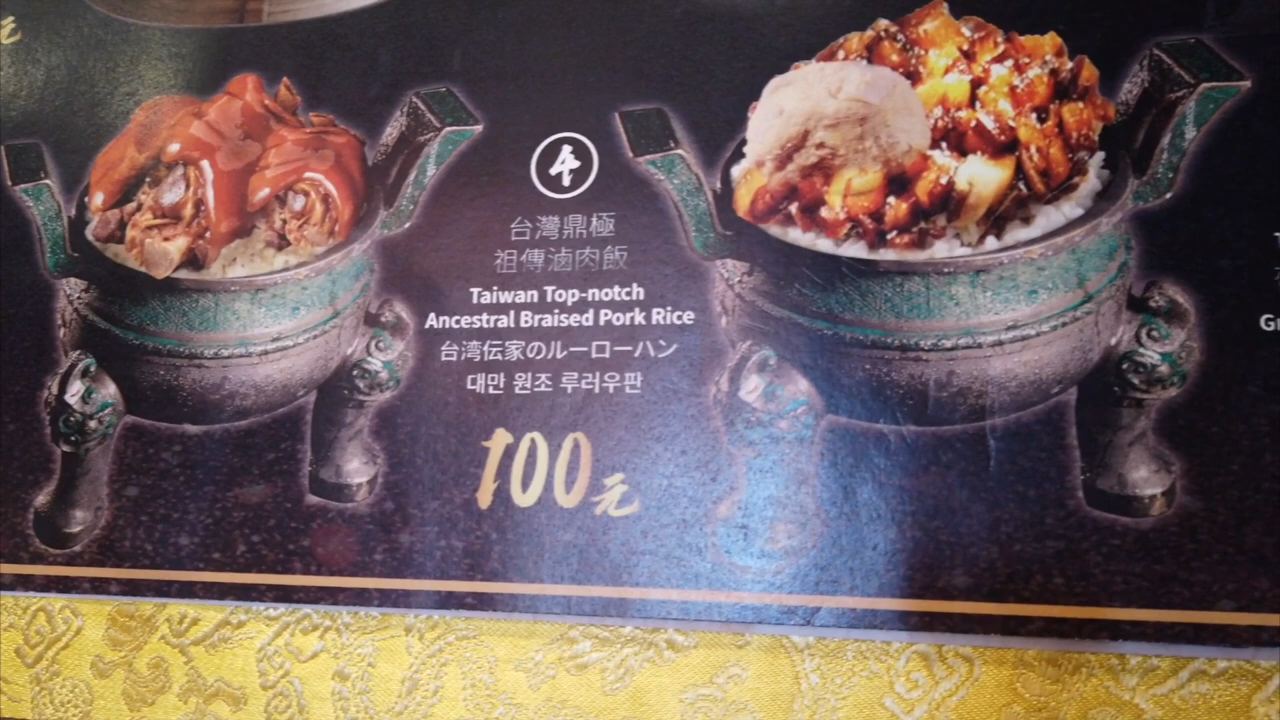 元
4
台灣鼎極
祖傳滷肉飯
Taiwan Top-notch
Ancestral Braised Pork Rice
台湾伝家のルーローハン
대만 원조 루러우판
100元